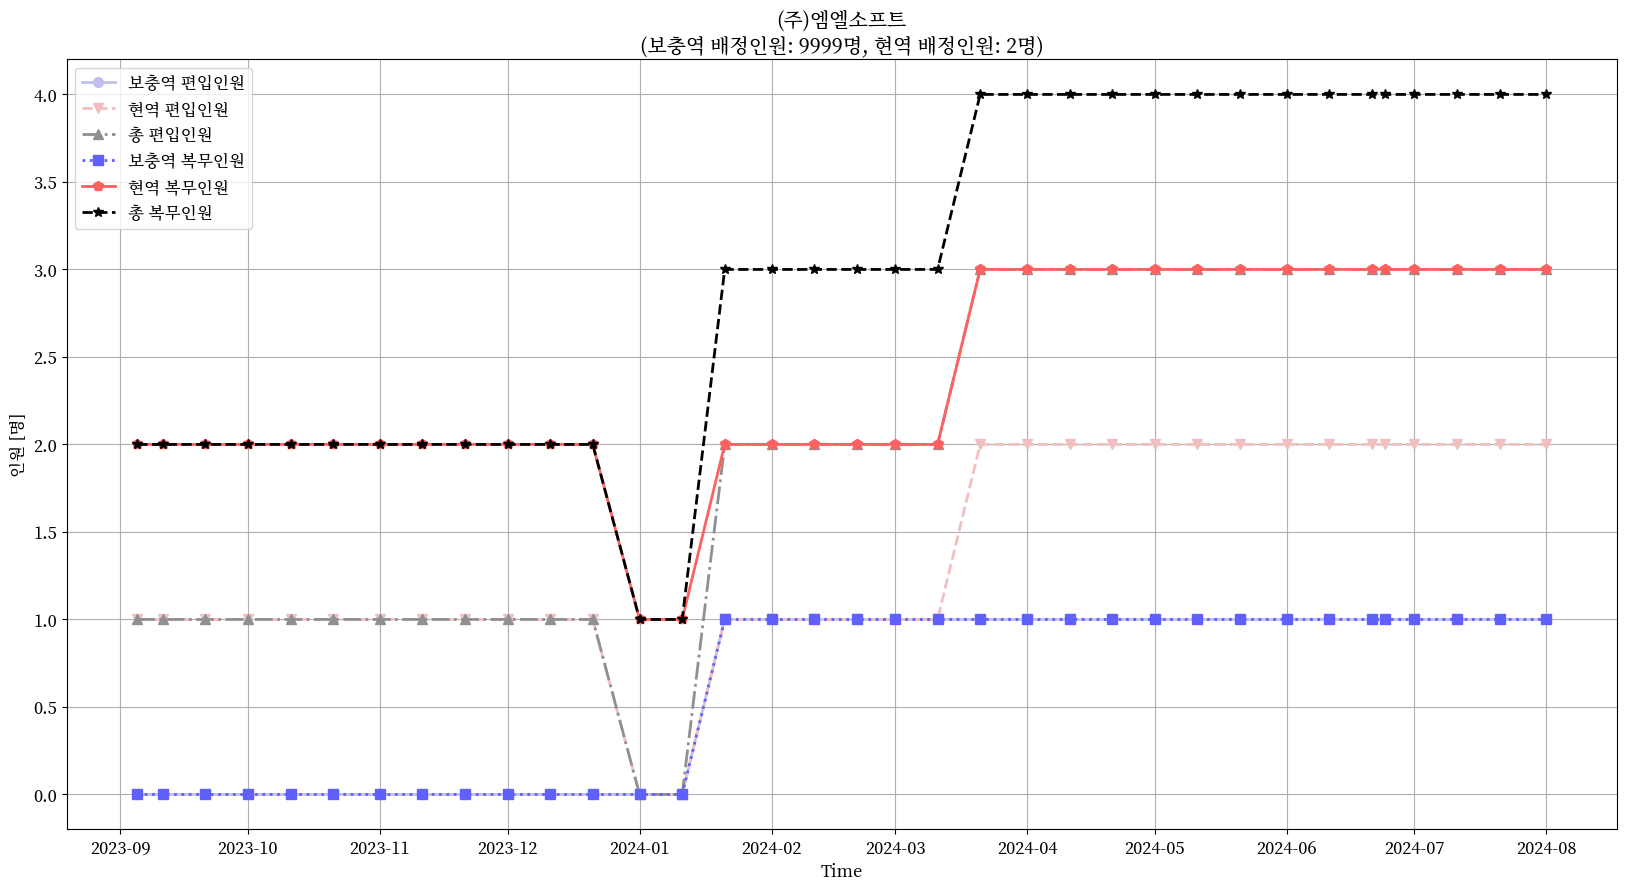 (주)엠엘소프트
(보충역 배정인원: 9999명, 현역 배정인원: 2명)
보충역 편입인원
현역 편입인원
총 편입인원
보충역 복무인원
현역 복무인원
총 복무인원
4.0
3.5
3.0
2.5
2.0
1.5
1.0
0.5
0.0
인원 [명]
2023-09 2023-10 2023-11 2023-12 2024-01 2024-02 2024-03 2024-04 2024-05 2024-06 2024-07 2024-08
Time